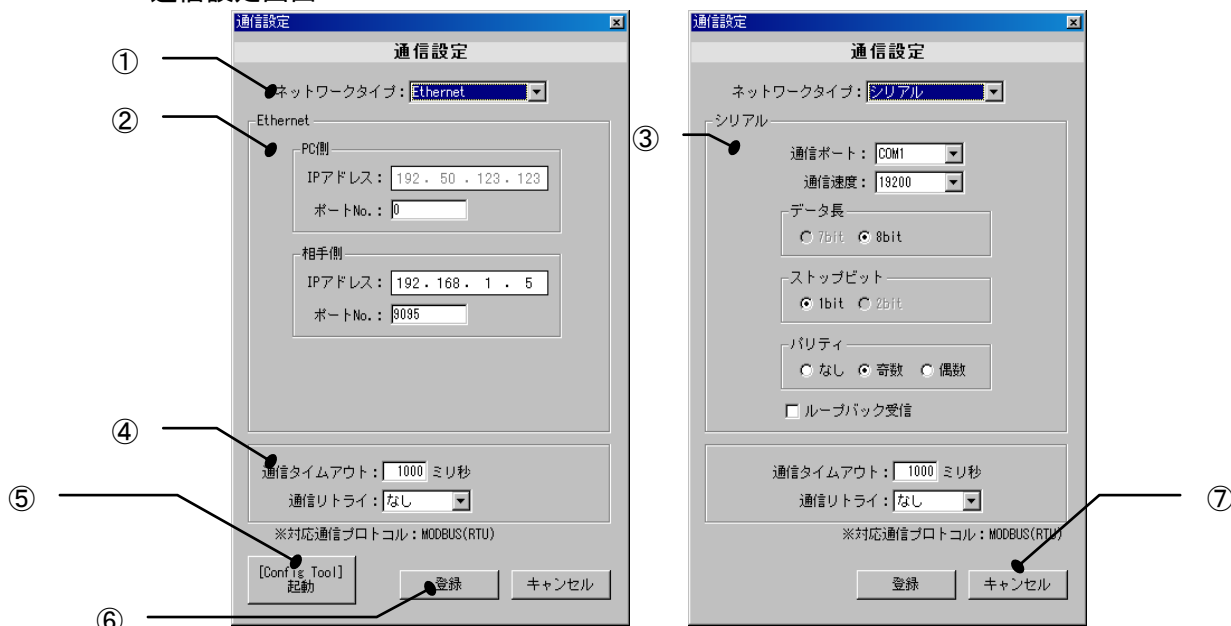 通信設定
通信設定
① ネットワークタイプ： Ethernet
② Ethernet
PC側
IPアドレス： 192 . 50 . 123 . 123
ポートNo.： 0
相手側
IPアドレス： 192 . 168 . 1 . 5
ポートNo.： 9095
④ 通信タイムアウト： 1000 ミリ秒
通信リトライ： なし
※対応通信プロトコル：MODBUS(RTU)
⑤ [Config Tool]
起動
⑥ 登録 キャンセル
通信設定
通信設定
ネットワークタイプ： シリアル
③ シリアル
通信ポート： COM1
通信速度： 19200
データ長
7bit 8bit
ストップビット
1bit 2bit
パリティ
なし 奇数 偶数
ループバック受信
通信タイムアウト： 1000 ミリ秒
通信リトライ： なし
※対応通信プロトコル：MODBUS(RTU)
登録 キャンセル ⑦